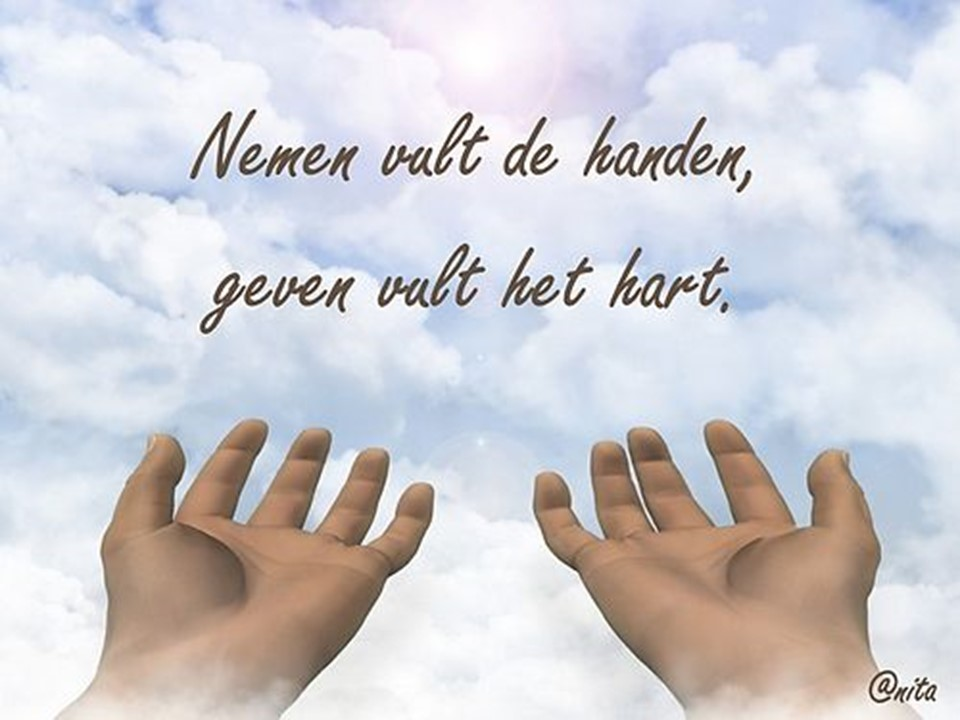 Nemen vult de handen,
geven vult het hart.
@nita